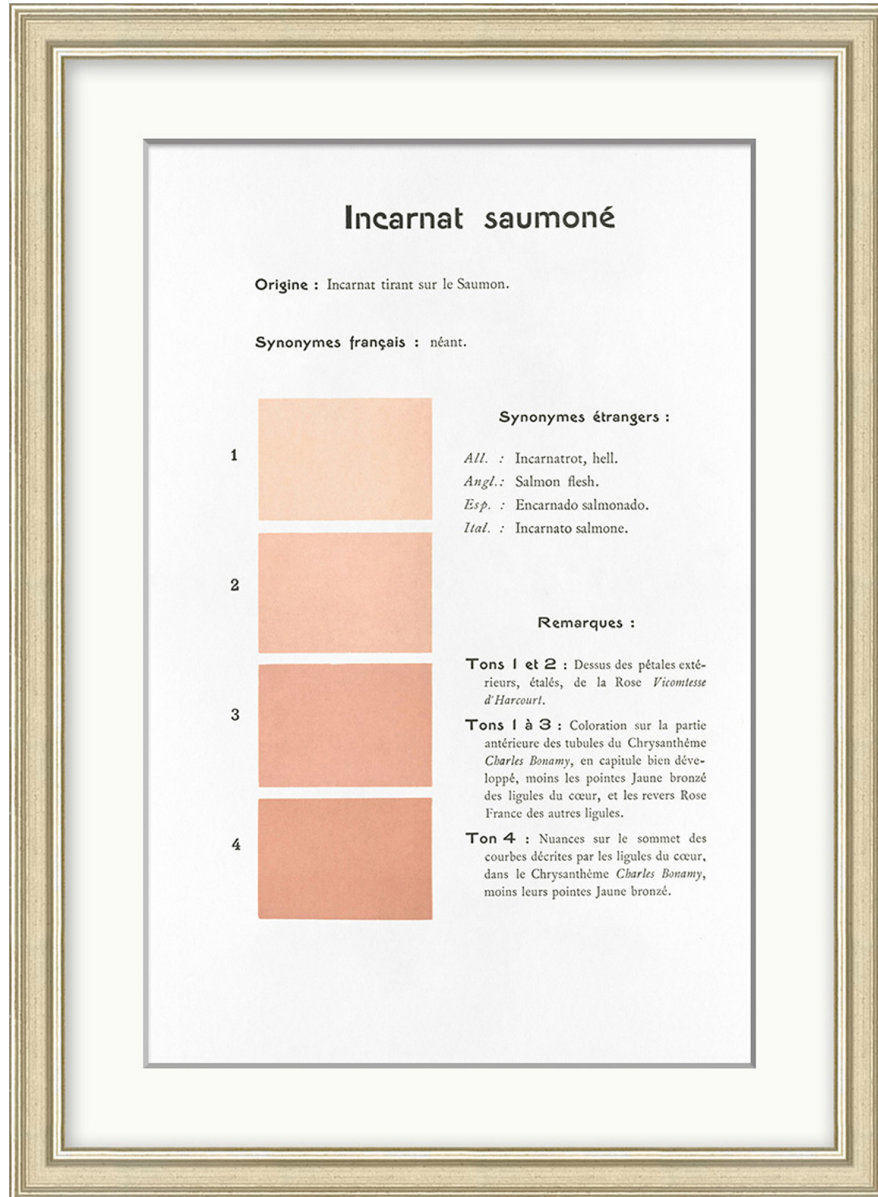 Incarnat saumoné
Origine : Incarnat tirant sur le Saumon.
Synonymes français : néant.
1
2
3
4
Synonymes étrangers :
All. : Incarnatrot, hell.
Angl. : Salmon flesh.
Esp. : Encarnado salmonado.
Ital. : Incarnato salmone.
Remarques :
Tons 1 et 2 : Dessus des pétales exté-
rieurs, étalés, de la Rose Vicomtesse
d'Harcourt.
Tons 1 à 3 : Coloration sur la partie
antérieure des tubules du Chrysanthème
Charles Bonamy, en capitule bien déve-
loppé, moins les pointes Jaune bronzé
des ligules du cœur, et les revers Rose
France des autres ligules.
Ton 4 : Nuances sur le sommet des
courbes décrites par les ligules du cœur,
dans le Chrysanthème Charles Bonamy,
moins leurs pointes Jaune bronzé.